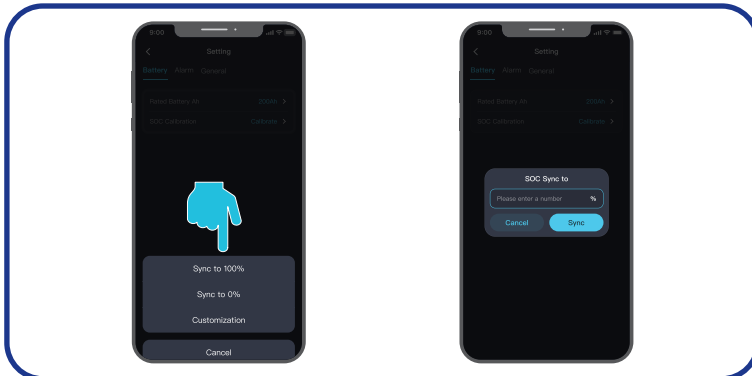 9:00
Setting
Battery Alarm General
Rated Battery Ah 300Ah >
SOC Calibration Calibrate >
Sync to 100%
Sync to 0%
Customization
Cancel
9:00
Setting
Battery Alarm General
Rated Battery Ah 300Ah >
SOC Calibration Calibrate >
SOC Sync to
Please enter a number %
Cancel Sync